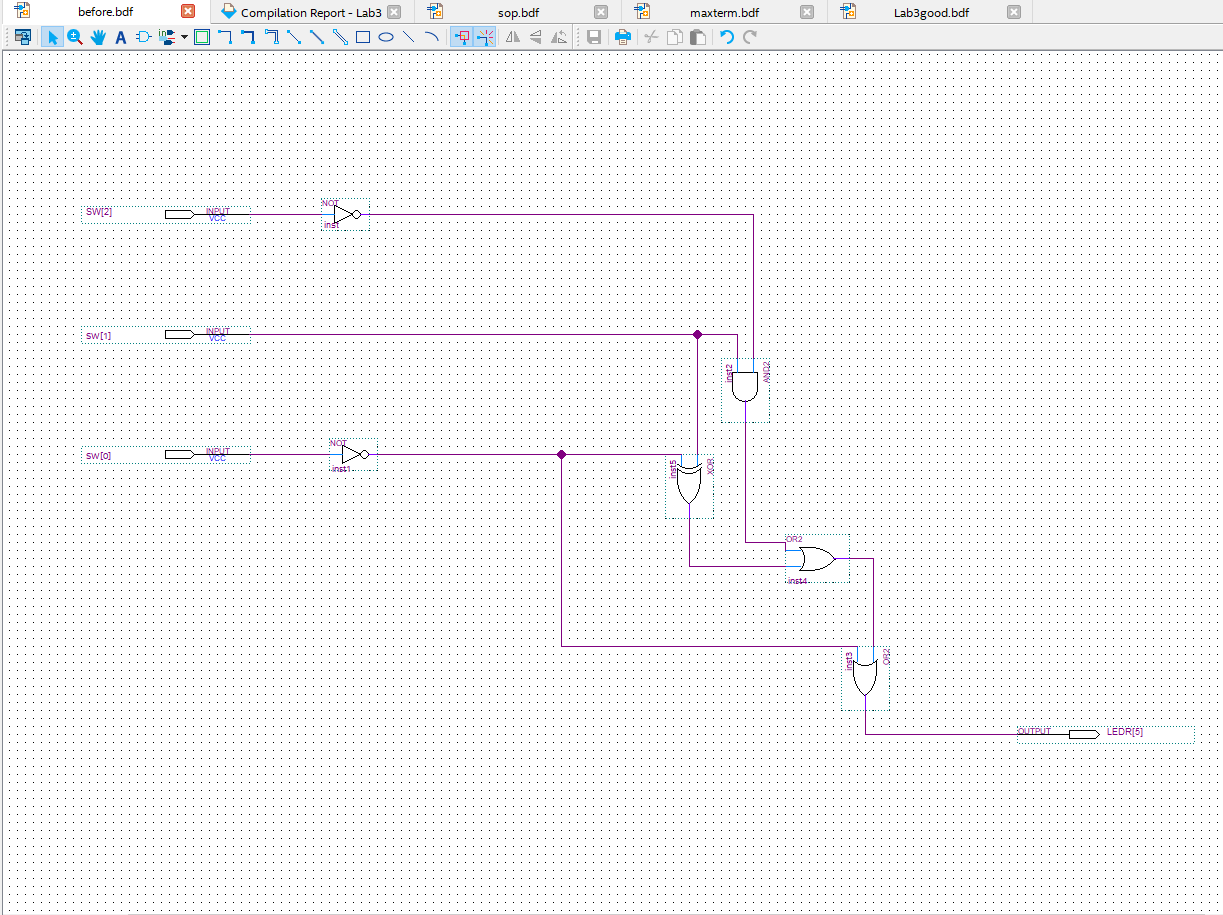 before.bdf
Compilation Report - Lab3
sop.bdf
maxterm.bdf
Lab3good.bdf
A
SW[2]
INPUT
VCC
NOT
inst
SW[1]
INPUT
VCC
inst2
AND2
SW[0]
INPUT
VCC
NOT
inst1
inst5
XOR
OR2
inst4
inst3
OR2
OUTPUT
LEDR[5]